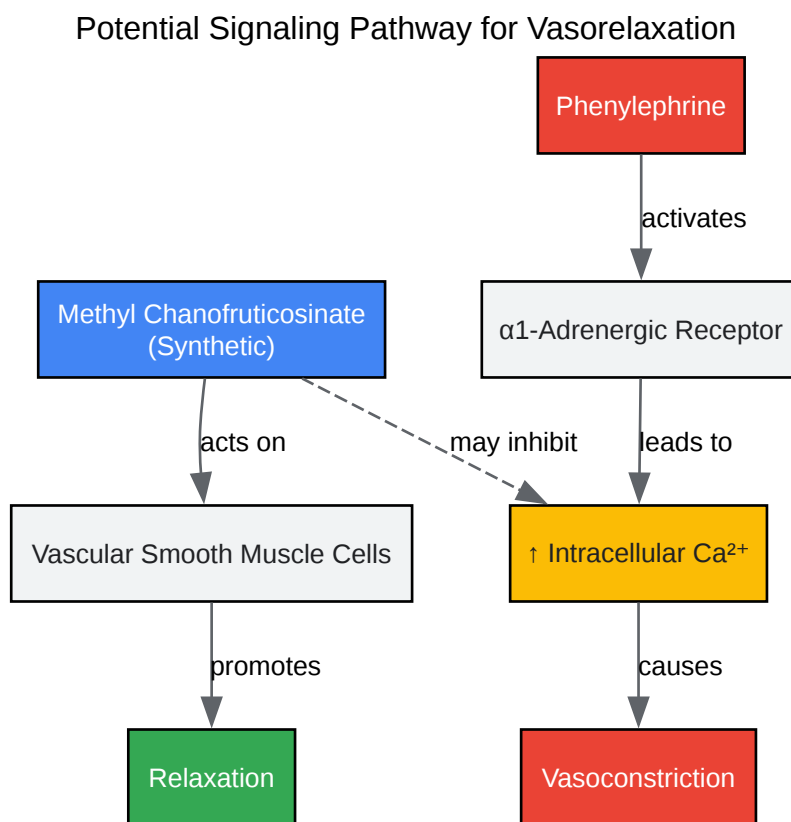 Potential Signaling Pathway for Vasorelaxation
Phenylephrine
activates
Methyl Chanofruticosinate
(Synthetic)
α1-Adrenergic Receptor
acts on
may inhibit
leads to
Vascular Smooth Muscle Cells
↑ Intracellular Ca²⁺
promotes
causes
Relaxation
Vasoconstriction